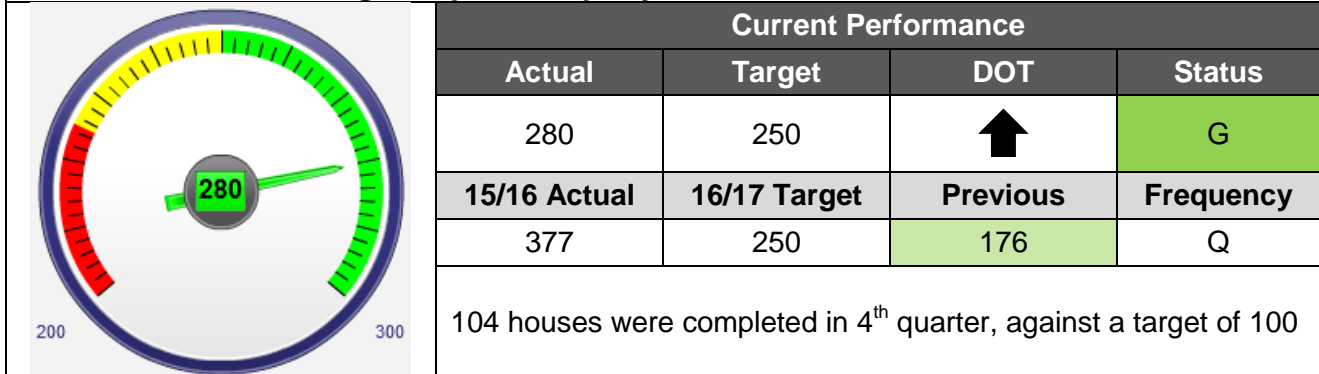 Current Performance
Actual Target DOT Status
280 250 G
280
15/16 Actual 16/17 Target Previous Frequency
377 250 176 Q
200 300
104 houses were completed in 4th quarter, against a target of 100